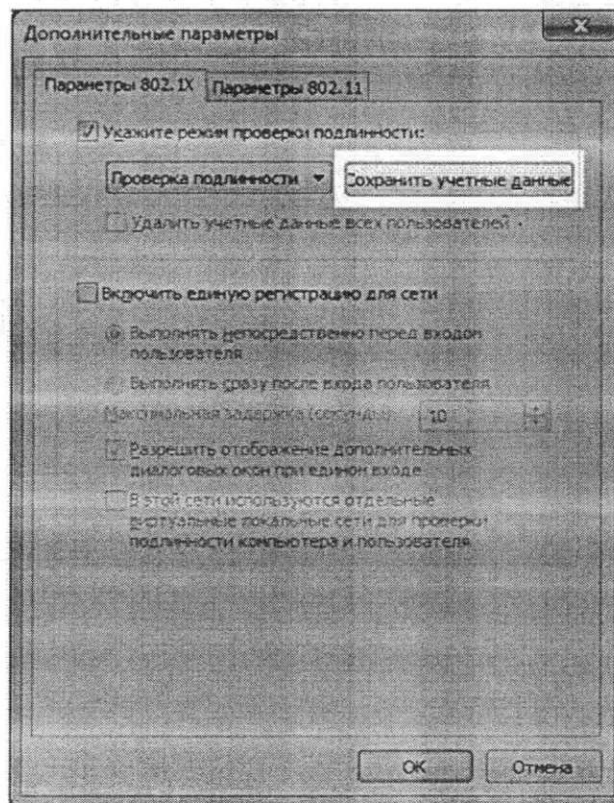 Дополнительные параметры
Параметры 802.1X Параметры 802.11
Укажите режим проверки подлинности:
Проверка подлинности Сохранить учетные данные
Удалить учетные данные всех пользователей
Включить единую регистрацию для сети
Выполнять непосредственно перед входом
пользователя
Выполнять сразу после входа пользователя
Максимальная задержка (секунды): 10
Разрешить отображение дополнительных
диалоговых окон при едином входе
В этой сети используются отдельные
виртуальные локальные сети для проверки
подлинности компьютера и пользователя
OK Отмена